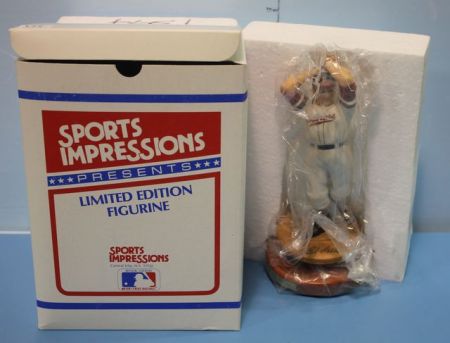 SPORTS
IMPRESSIONS
PRESENTS
LIMITED EDITION
FIGURINE
SPORTS
IMPRESSIONS